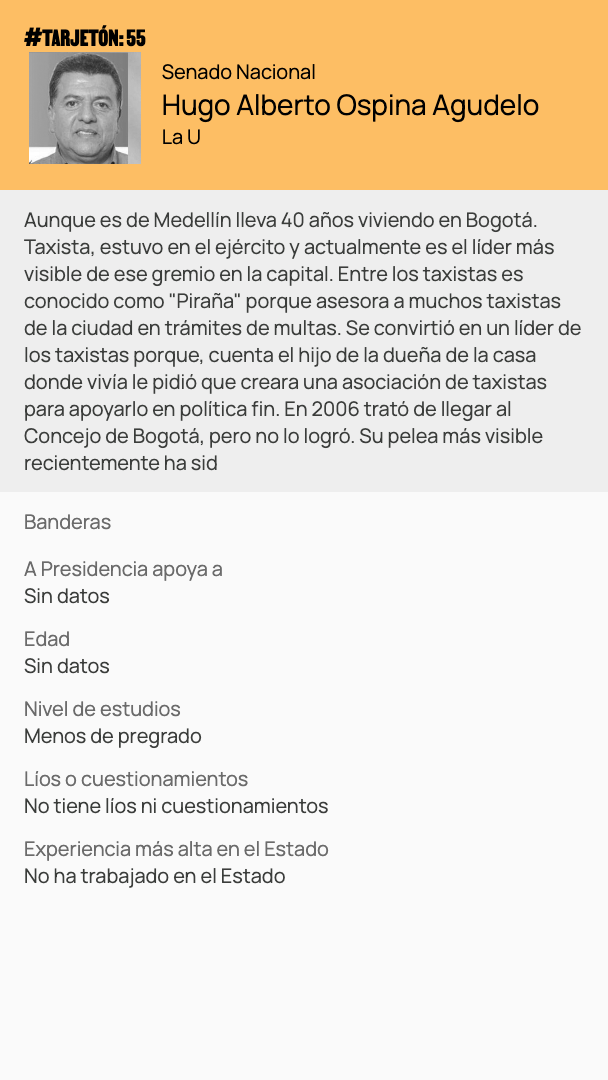 #TARJETÓN: 55
Senado Nacional
Hugo Alberto Ospina Agudelo
La U
Aunque es de Medellín lleva 40 años viviendo en Bogotá.
Taxista, estuvo en el ejército y actualmente es el líder más
visible de ese gremio en la capital. Entre los taxistas es
conocido como "Piraña" porque asesora a muchos taxistas
de la ciudad en trámites de multas. Se convirtió en un líder de
los taxistas porque, cuenta el hijo de la dueña de la casa
donde vivía le pidió que creara una asociación de taxistas
para apoyarlo en política fin. En 2006 trató de llegar al
Concejo de Bogotá, pero no lo logró. Su pelea más visible
recientemente ha sid
Banderas
A Presidencia apoya a
Sin datos
Edad
Sin datos
Nivel de estudios
Menos de pregrado
Líos o cuestionamientos
No tiene líos ni cuestionamientos
Experiencia más alta en el Estado
No ha trabajado en el Estado